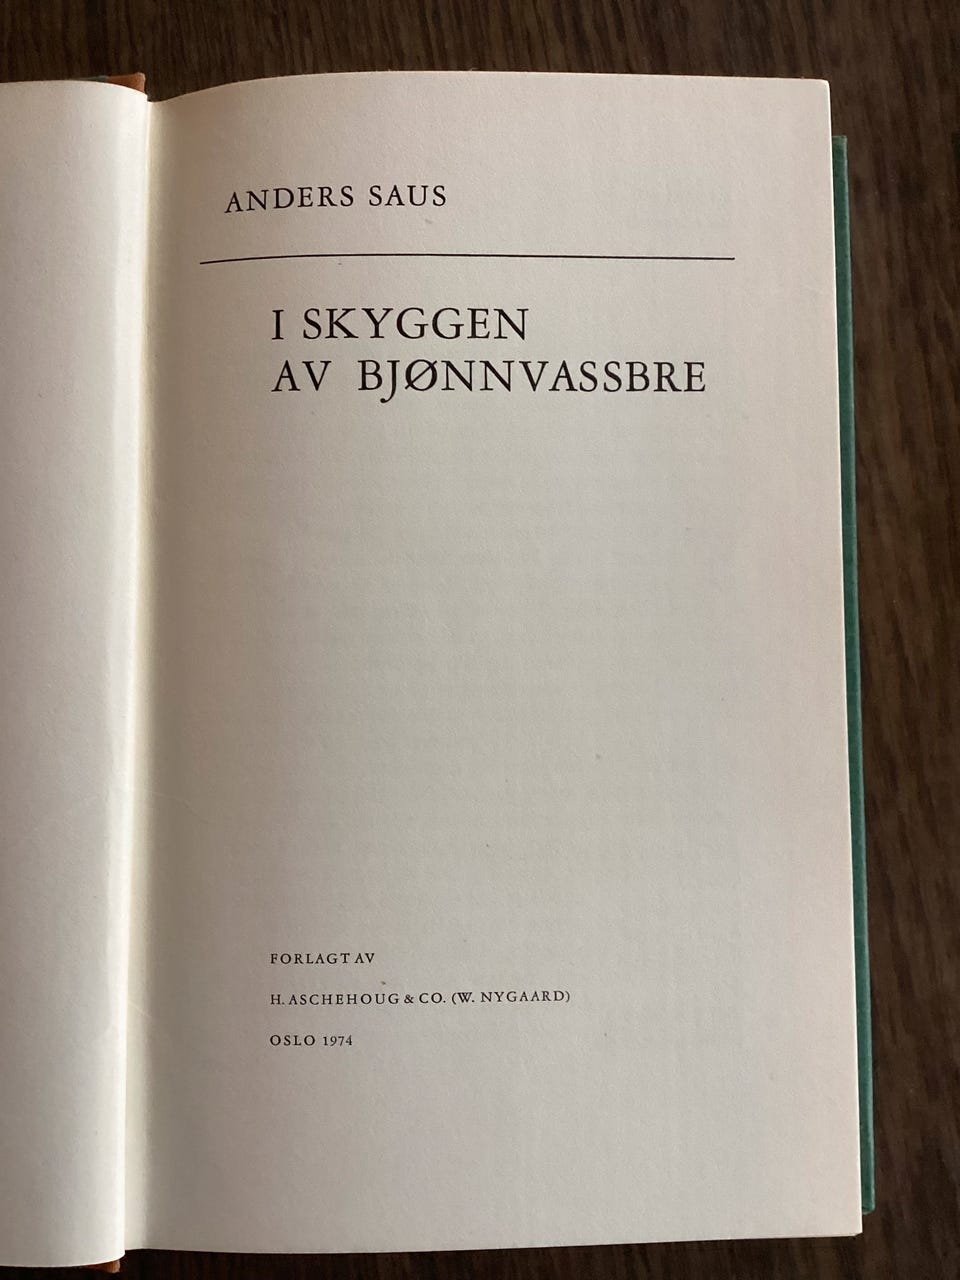 ANDERS SAUS
I SKYGGEN
AV BJØNNVASSBRE
FORLAGT AV
H. ASCHEHOUG & CO. (W. NYGAARD)
OSLO 1974